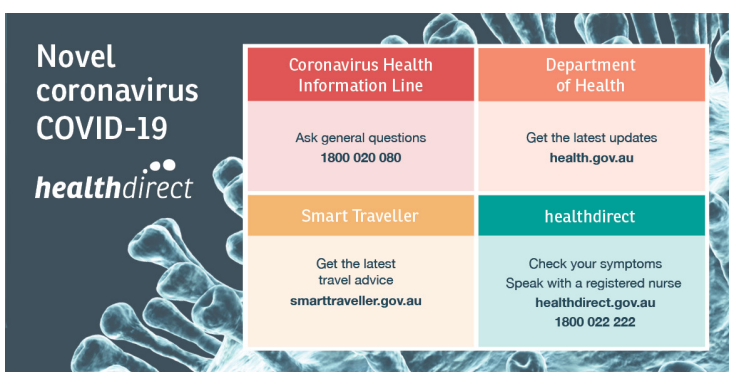 Novel
coronavirus
COVID-19
healthdirect
Coronavirus Health
Information Line
Ask general questions
1800 020 080
Department
of Health
Get the latest updates
health.gov.au
Smart Traveller
Get the latest
travel advice
smarttraveller.gov.au
healthdirect
Check your symptoms
Speak with a registered nurse
healthdirect.gov.au
1800 022 222